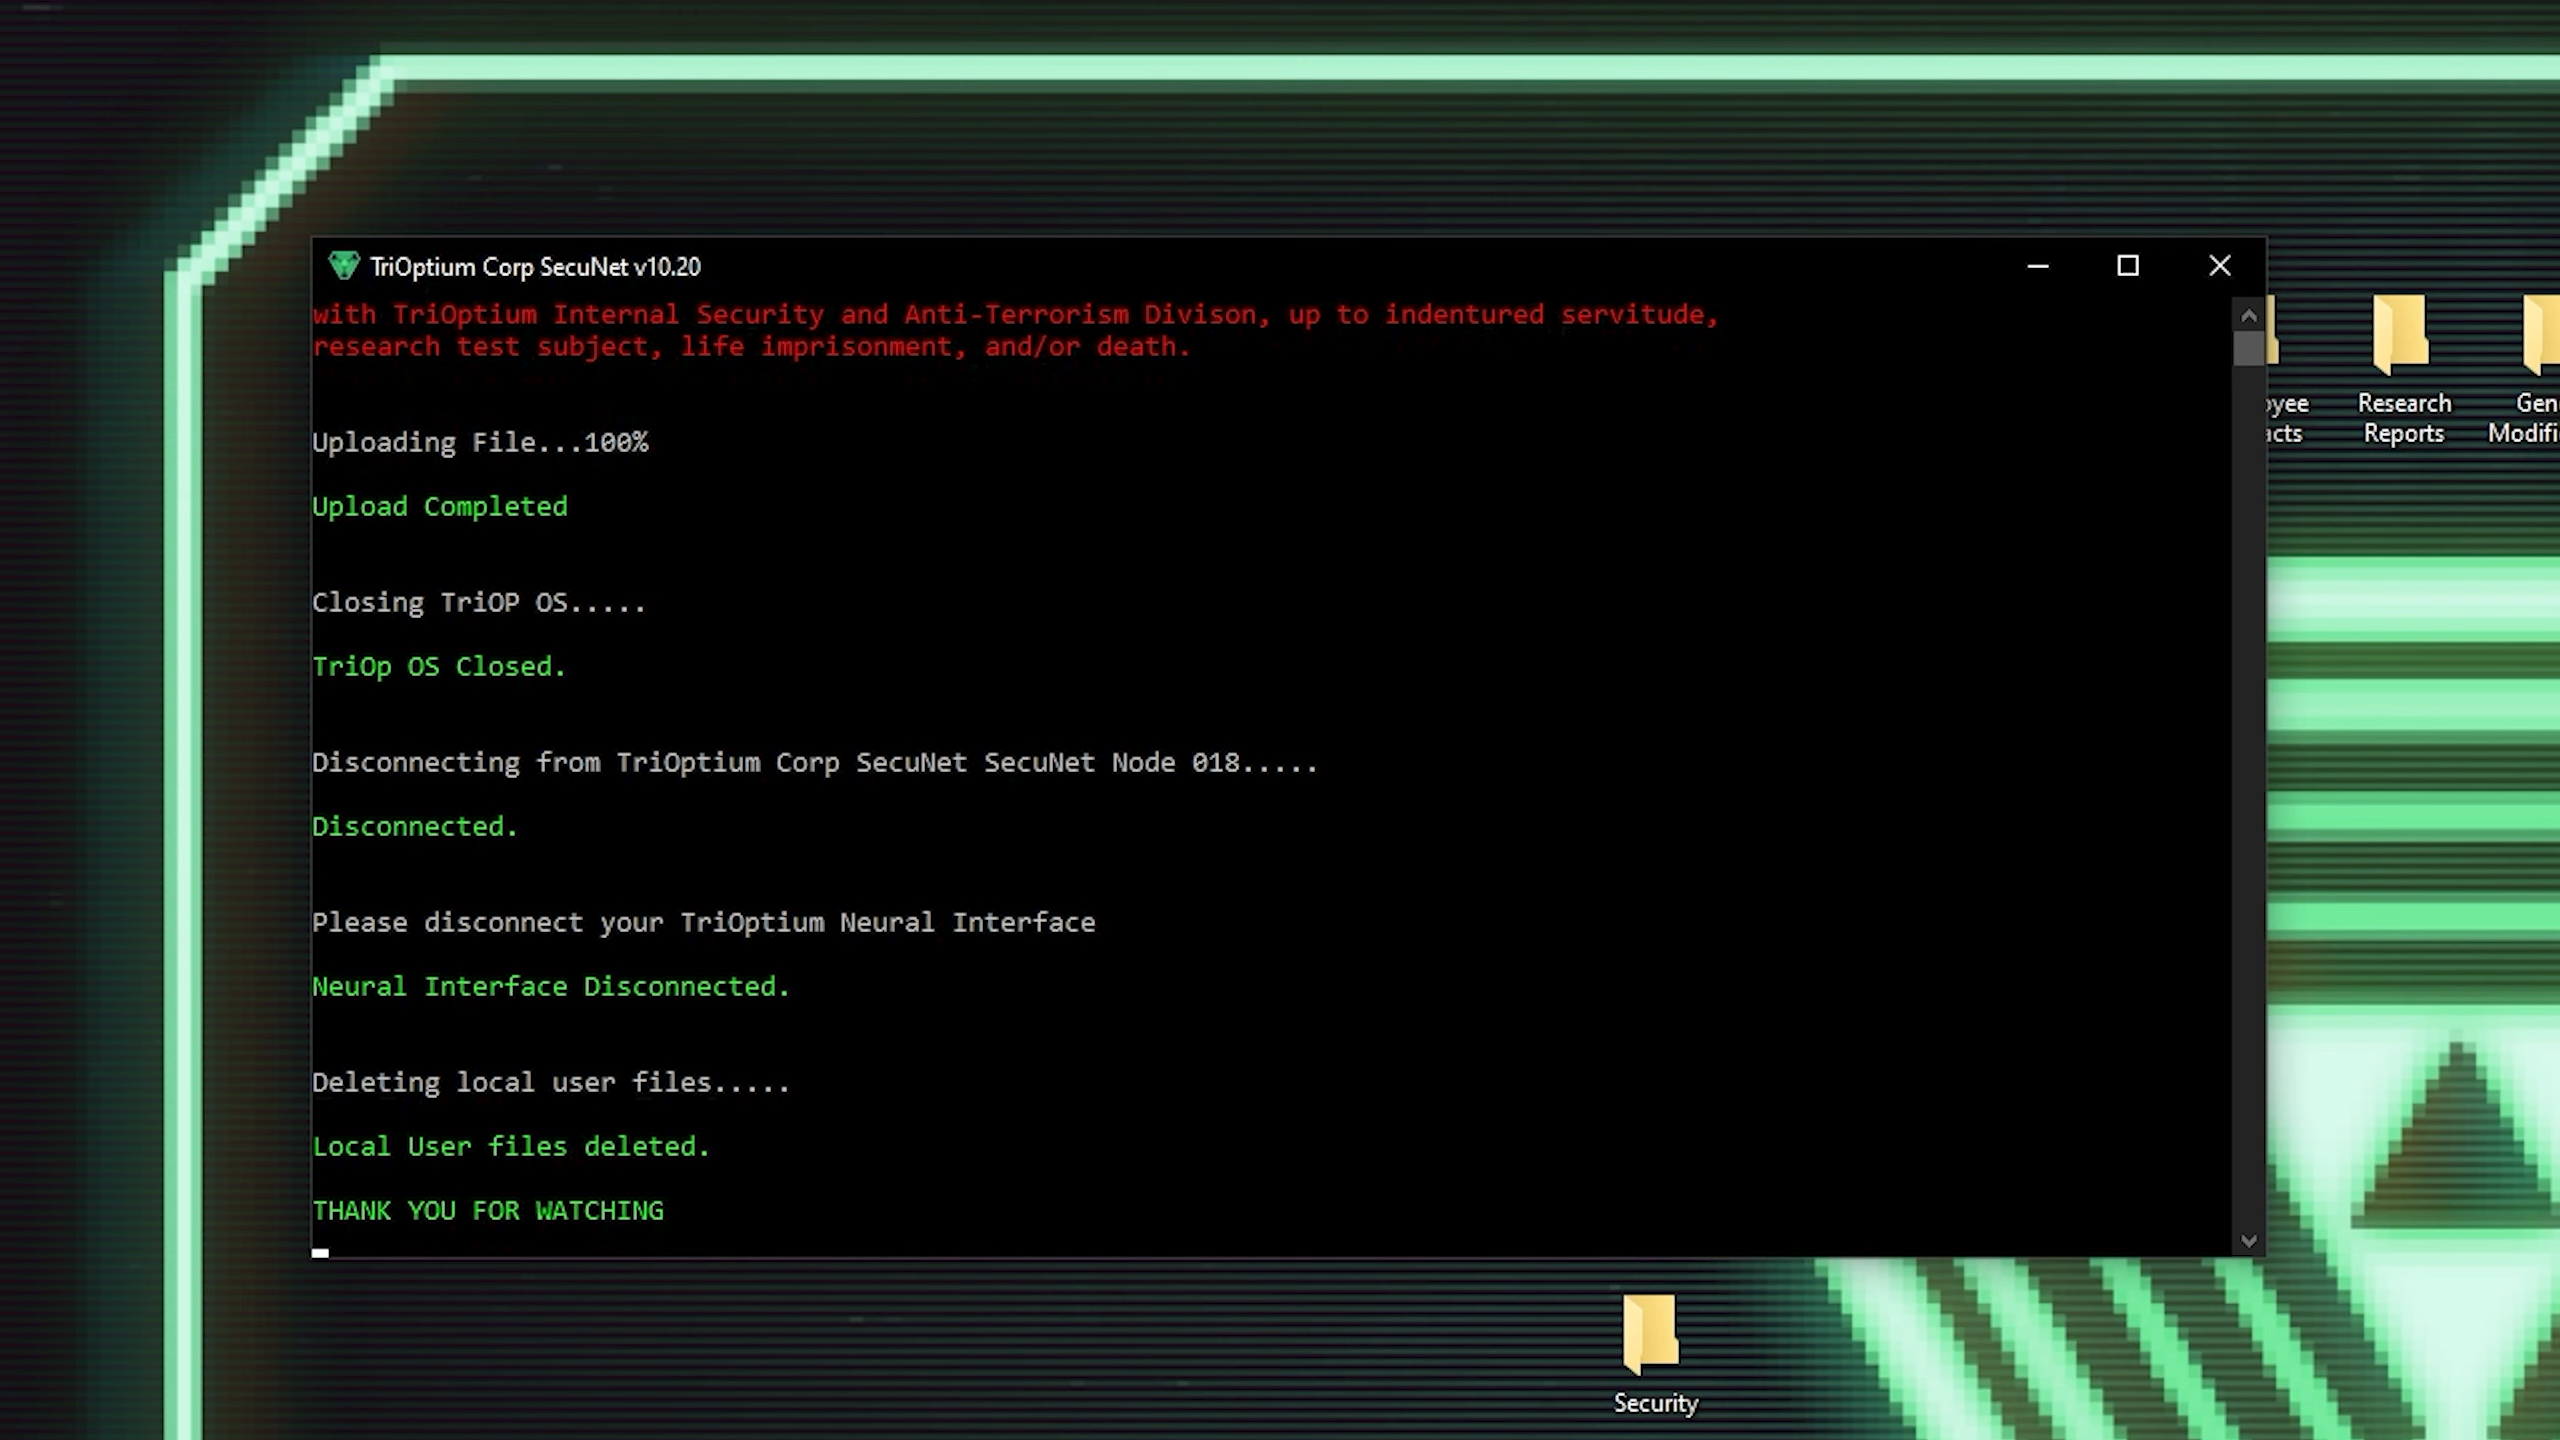 TriOptium Corp SecuNet v10.20
with TriOptium Internal Security and Anti-Terrorism Divison, up to indentured servitude,
research test subject, life imprisonment, and/or death.
Uploading File...100%
Upload Completed
Closing TriOP OS.....
TriOp OS Closed.
Disconnecting from TriOptium Corp SecuNet SecuNet Node 018.....
Disconnected.
Please disconnect your TriOptium Neural Interface
Neural Interface Disconnected.
Deleting local user files.....
Local User files deleted.
THANK YOU FOR WATCHING
Research
Reports
Security